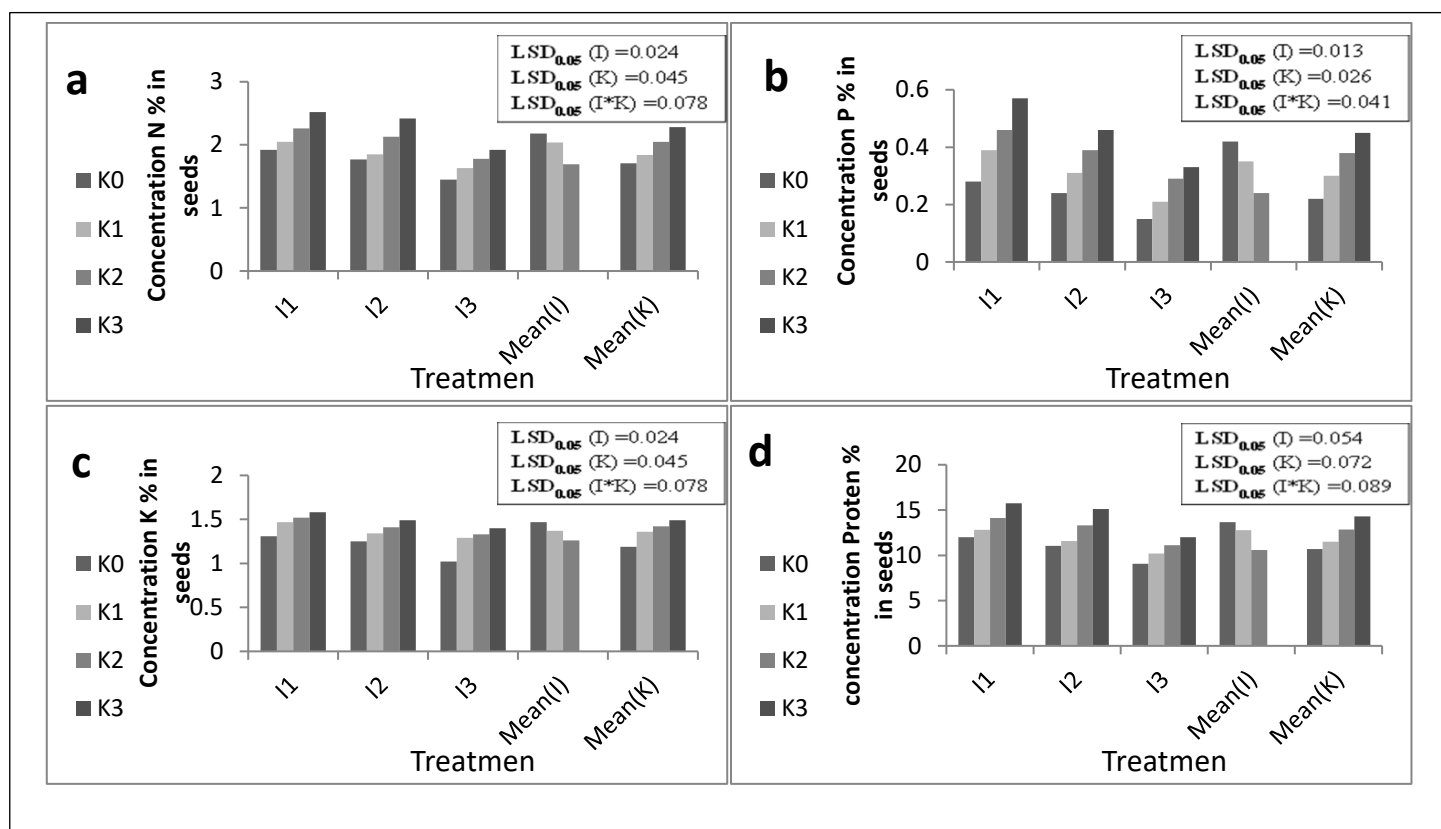 a
LSD0.05 (I) =0.024
LSD0.05 (K) =0.045
LSD0.05 (I*K) =0.078
Concentration N % in
seeds
3
2
1
0
K0
K1
K2
K3
I1
I2
I3
Mean(I)
Mean(K)
Treatmen
b
LSD0.05 (I) =0.013
LSD0.05 (K) =0.026
LSD0.05 (I*K) =0.041
Concentration P % in
seeds
0.6
0.4
0.2
0
K0
K1
K2
K3
I1
I2
I3
Mean(I)
Mean(K)
Treatmen
c
LSD0.05 (I) =0.024
LSD0.05 (K) =0.045
LSD0.05 (I*K) =0.078
Concentration K % in
seeds
2
1.5
1
0.5
0
K0
K1
K2
K3
I1
I2
I3
Mean(I)
Mean(K)
Treatmen
d
LSD0.05 (I) =0.054
LSD0.05 (K) =0.072
LSD0.05 (I*K) =0.089
concentration Proten %
in seeds
20
15
10
5
0
K0
K1
K2
K3
I1
I2
I3
Mean(I)
Mean(K)
Treatmen